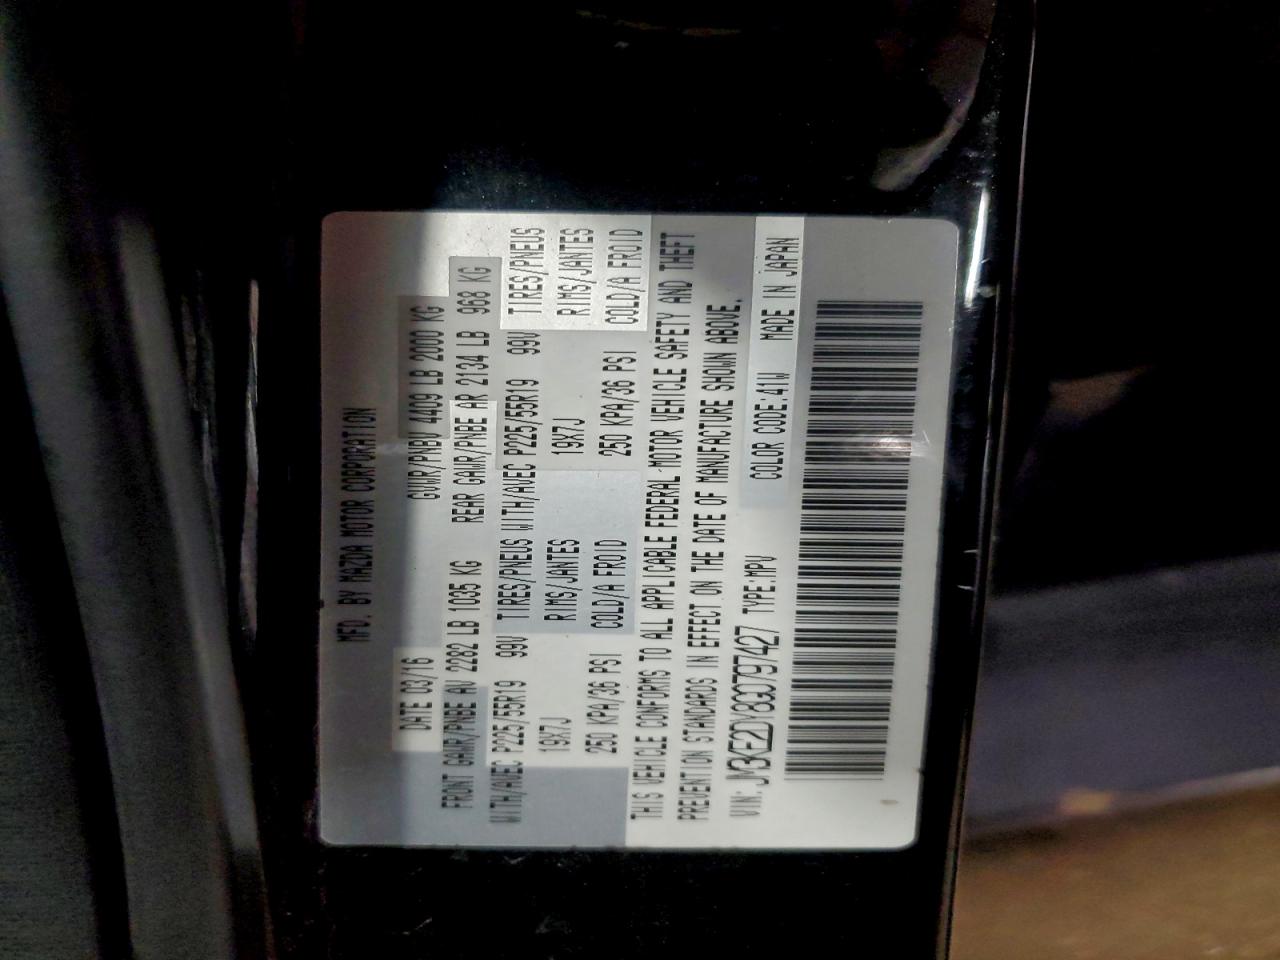 MFD. BY MAZDA MOTOR CORPORATION
DATE 03/16 GVWR/PNBV 4409 LB 2000 KG
FRONT GAWR/PNBE AV 2282 LB 1035 KG REAR GAWR/PNBE AR 2134 LB 968 KG
WITH/AVEC P225/55R19 99V TIRES/PNEUS WITH/AVEC P225/55R19 99V TIRES/PNEUS
19X7J RIMS/JANTES 19X7J RIMS/JANTES
250 KPA/36 PSI COLD/A FROID 250 KPA/36 PSI COLD/A FROID
THIS VEHICLE CONFORMS TO ALL APPLICABLE FEDERAL MOTOR VEHICLE SAFETY AND THEFT
PREVENTION STANDARDS IN EFFECT ON THE DATE OF MANUFACTURE SHOWN ABOVE.
VIN: JM3KE2DY8G0797427 TYPE:MPV COLOR CODE:41W MADE IN JAPAN